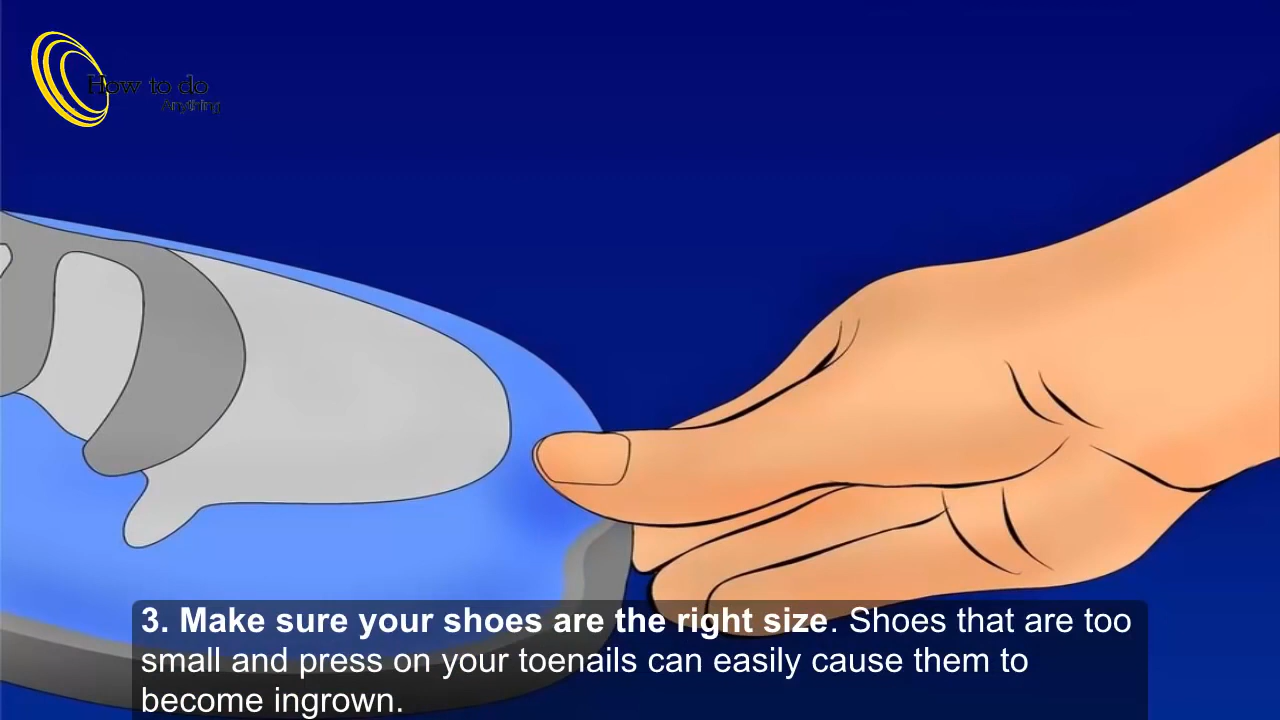 How to do
Anything
3. Make sure your shoes are the right size. Shoes that are too
small and press on your toenails can easily cause them to
become ingrown.